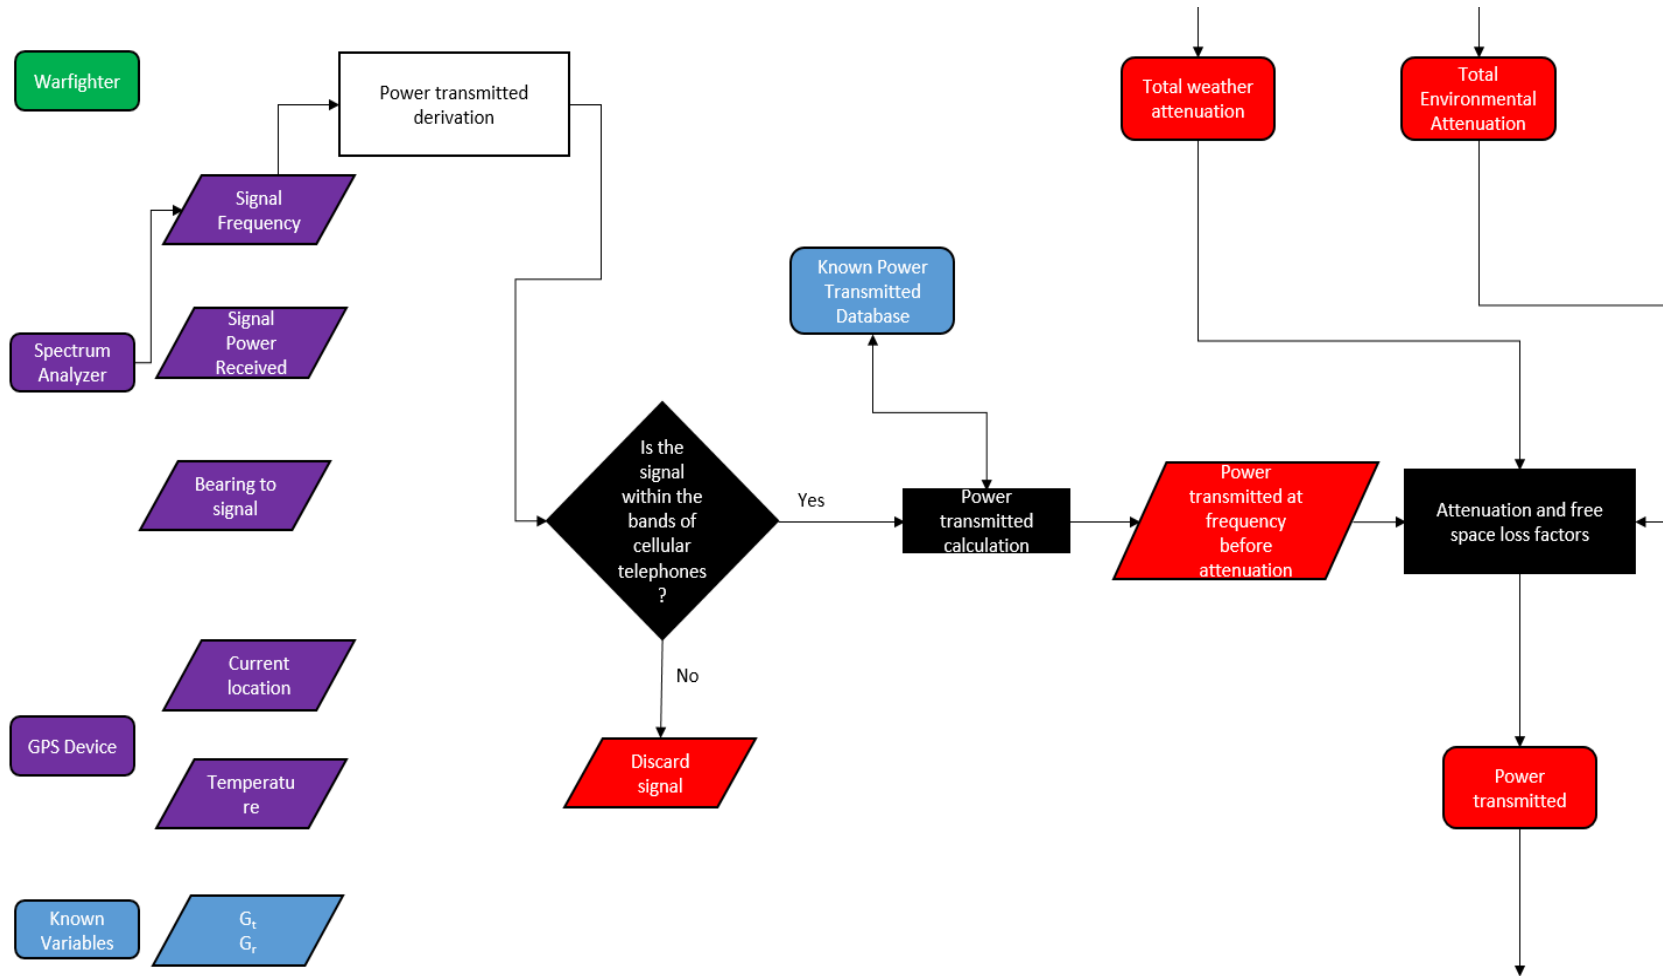 Warfighter
Power transmitted
derivation
Total weather
attenuation
Total
Environmental
Attenuation
Signal
Frequency
Known Power
Transmitted
Database
Signal
Power
Received
Spectrum
Analyzer
Is the
signal
within the
bands of
cellular
telephones
?
Yes
Power
transmitted
calculation
Power
transmitted at
frequency
before
attenuation
Attenuation and free
space loss factors
Bearing to
signal
No
Current
location
GPS Device
Discard
signal
Temperatu
re
Power
transmitted
Known
Variables
Gt
Gr